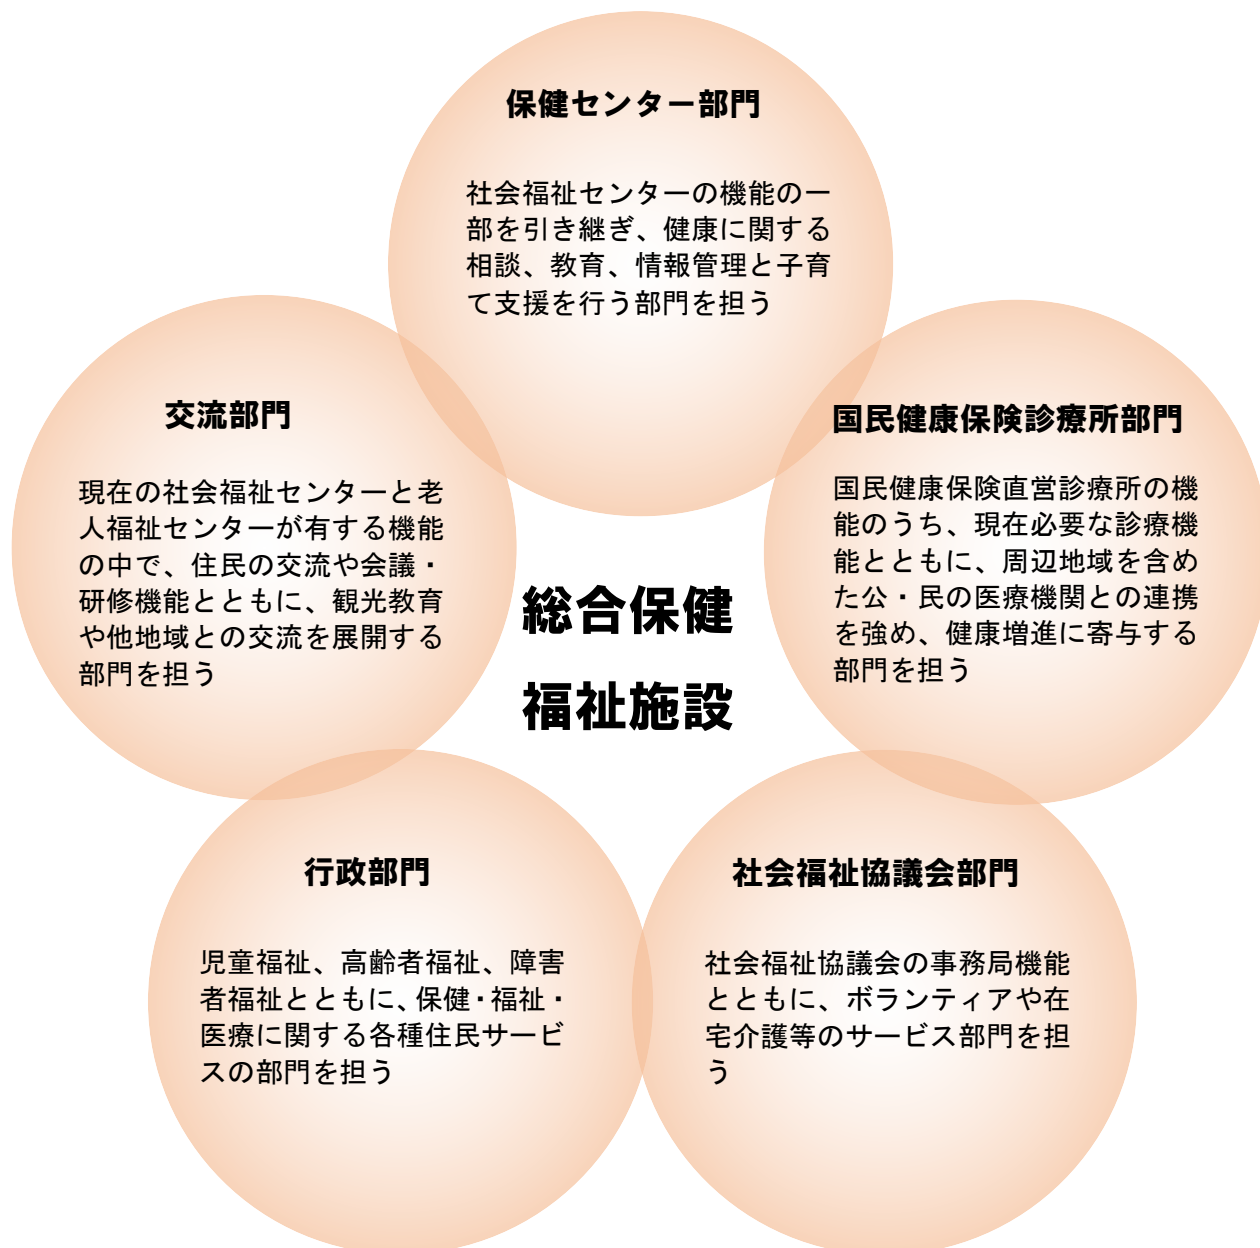 保健センター部門
社会福祉センターの機能の一
部を引き継ぎ、健康に関する
相談、教育、情報管理と子育
て支援を行う部門を担う
交流部門
現在の社会福祉センターと老
人福祉センターが有する機能
の中で、住民の交流や会議・
研修機能とともに、観光教育
や他地域との交流を展開する
部門を担う
国民健康保険診療所部門
国民健康保険直営診療所の機
能のうち、現在必要な診療機
能とともに、周辺地域を含め
た公・民の医療機関との連携
を強め、健康増進に寄与する
部門を担う
総合保健
福祉施設
行政部門
児童福祉、高齢者福祉、障害
者福祉とともに、保健・福祉・
医療に関する各種住民サービ
スの部門を担う
社会福祉協議会部門
社会福祉協議会の事務局機能
とともに、ボランティアや在
宅介護等のサービス部門を担
う